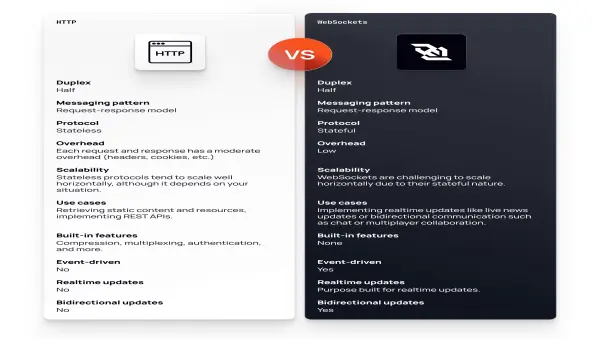 HTTP
HTTP
Duplex
Half
Messaging pattern
Request-response model
Protocol
Stateless
Overhead
Each request and response has a moderate
overhead (headers, cookies, etc.)
Scalability
Stateless protocols tend to scale well
horizontally, although it depends on your
situation.
Use cases
Retrieving static content and resources,
implementing REST APIs.
Built-in features
Compression, multiplexing, authentication,
and more.
Event-driven
No
Realtime updates
No
Bidirectional updates
No
VS
WebSockets
Duplex
Half
Messaging pattern
Request-response model
Protocol
Stateful
Overhead
Low
Scalability
WebSockets are challenging to scale
horizontally due to their stateful nature.
Use cases
Implementing realtime updates like live news
updates or bidirectional communication such
as chat or multiplayer collaboration.
Built-in features
None
Event-driven
Yes
Realtime updates
Purpose built for realtime updates.
Bidirectional updates
Yes